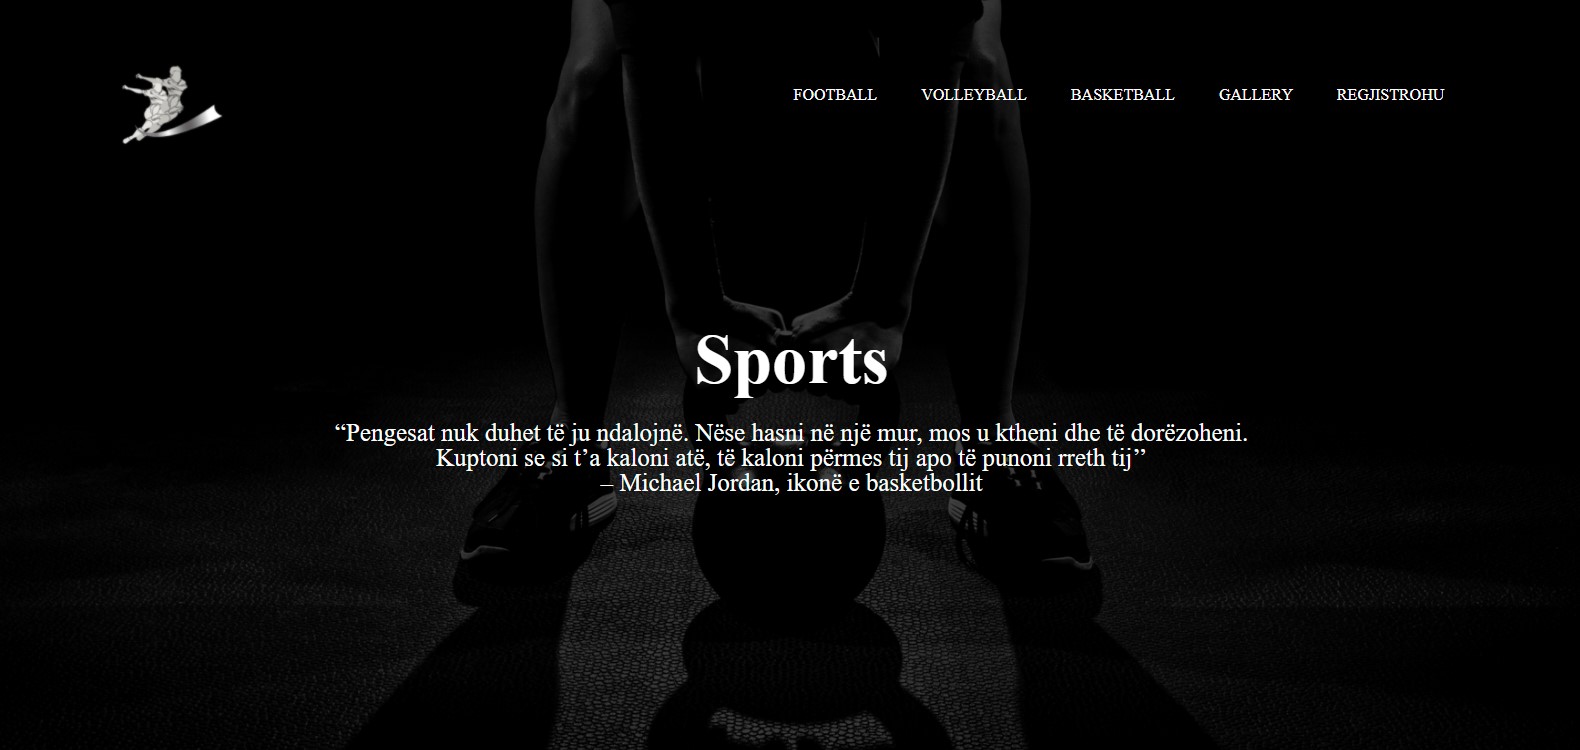 FOOTBALL VOLLEYBALL BASKETBALL GALLERY REGJISTROHU
Sports
“Pengesat nuk duhet të ju ndalojnë. Nëse hasni në një mur, mos u ktheni dhe të dorëzoheni.
Kuptoni se si t’a kaloni atë, të kaloni përmes tij apo të punoni rreth tij’’
– Michael Jordan, ikonë e basketbollit